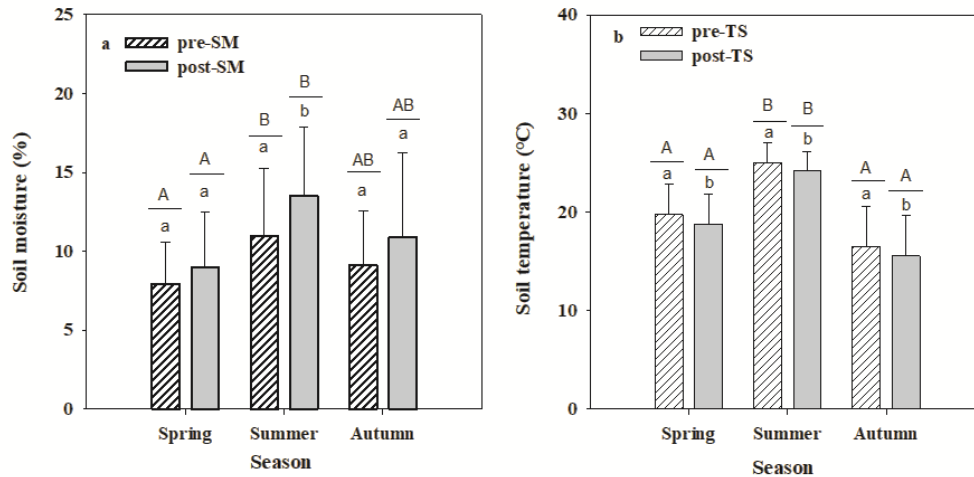 a
pre-SM
post-SM
Soil moisture (%)
25
20
15
10
5
0
A
a
A
a
B
a
B
b
AB
a
AB
a
Spring Summer Autumn
Season
b
pre-TS
post-TS
Soil temperature (°C)
40
30
20
10
0
A
a
A
b
B
a
B
b
A
a
A
b
Spring Summer Autumn
Season